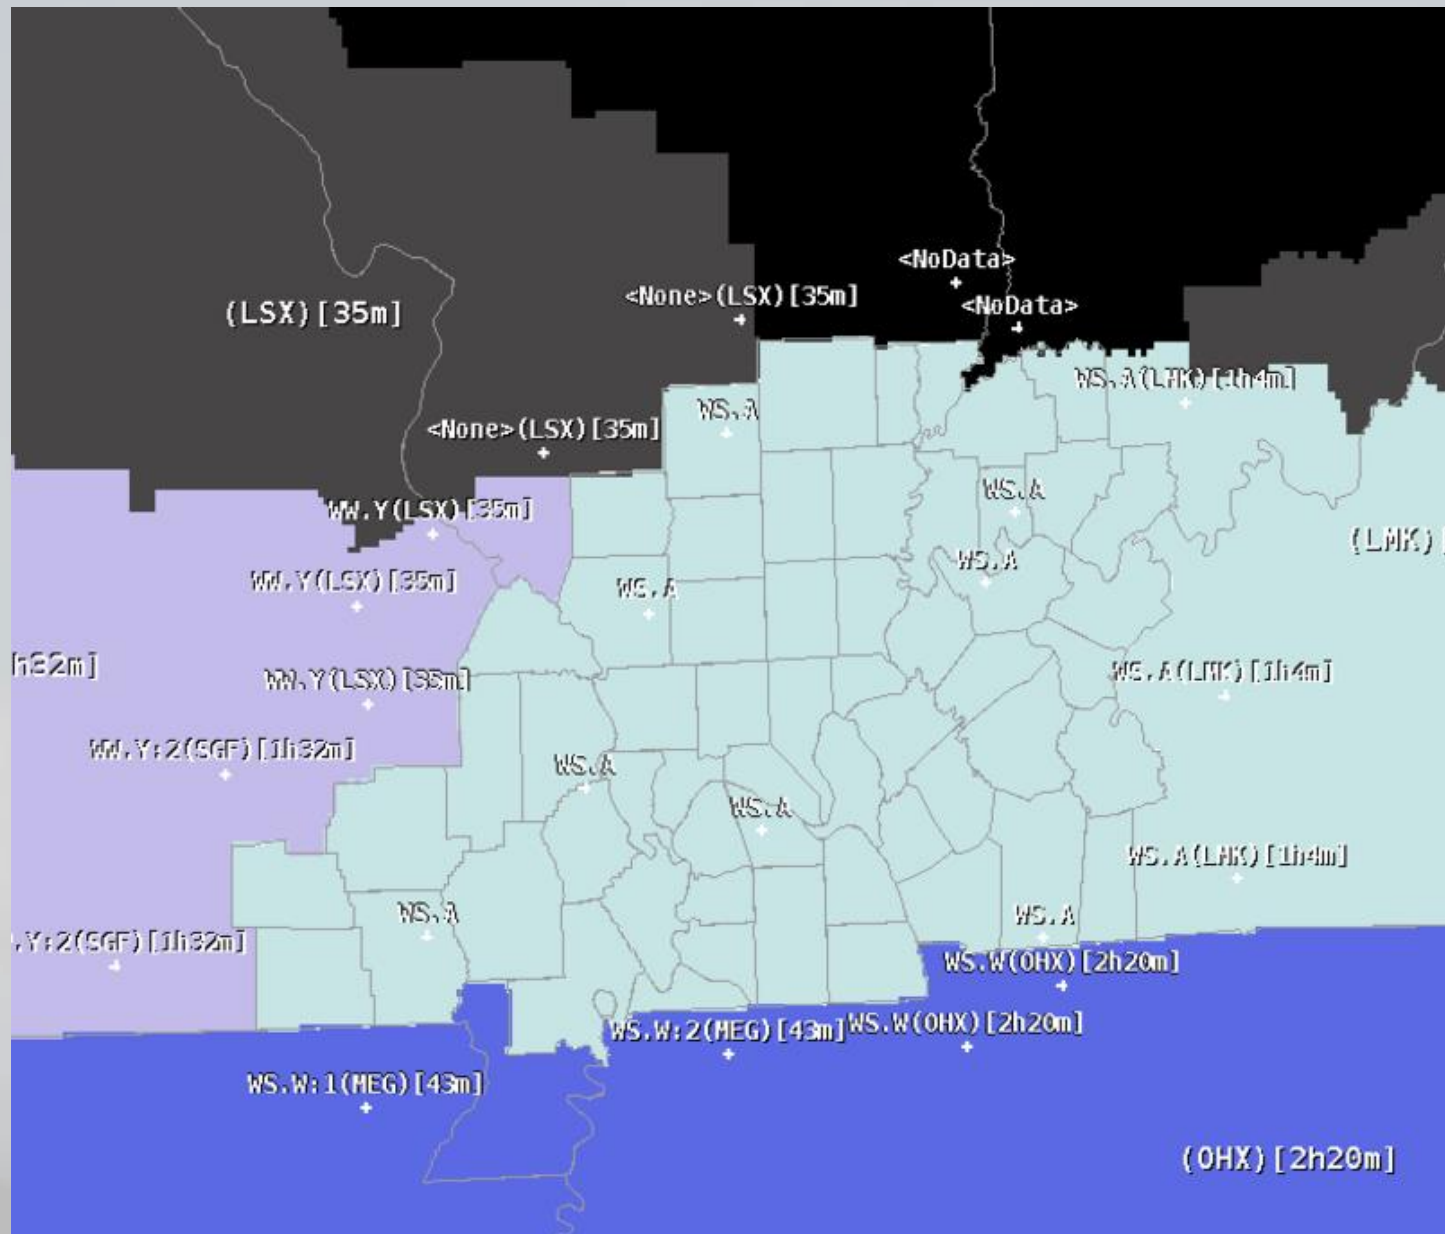 <NoData>
<None>(LSX)[35m]
<NoData>
(LSX)[35m]
WS.A(LMK)[1h4m]
WS.A
<None>(LSX)[35m]
WS.A
WW.Y(LSX)[35m]
(LMK)[
WS.A
WW.Y(LSX)[35m]
WS.A
h32m]
WS.A(LMK)[1h4m]
WW.Y(LSX)[35m]
WW.Y:2(SGF)[1h32m]
WS.A
WS.A
WS.A(LMK)[1h4m]
WS.A
WS.A
.Y:2(SGF)[1h32m]
WS.W(OHX)[2h20m]
WS.W:2(MEG)[43m]
WS.W(OHX)[2h20m]
WS.W:1(MEG)[43m]
(OHX)[2h20m]